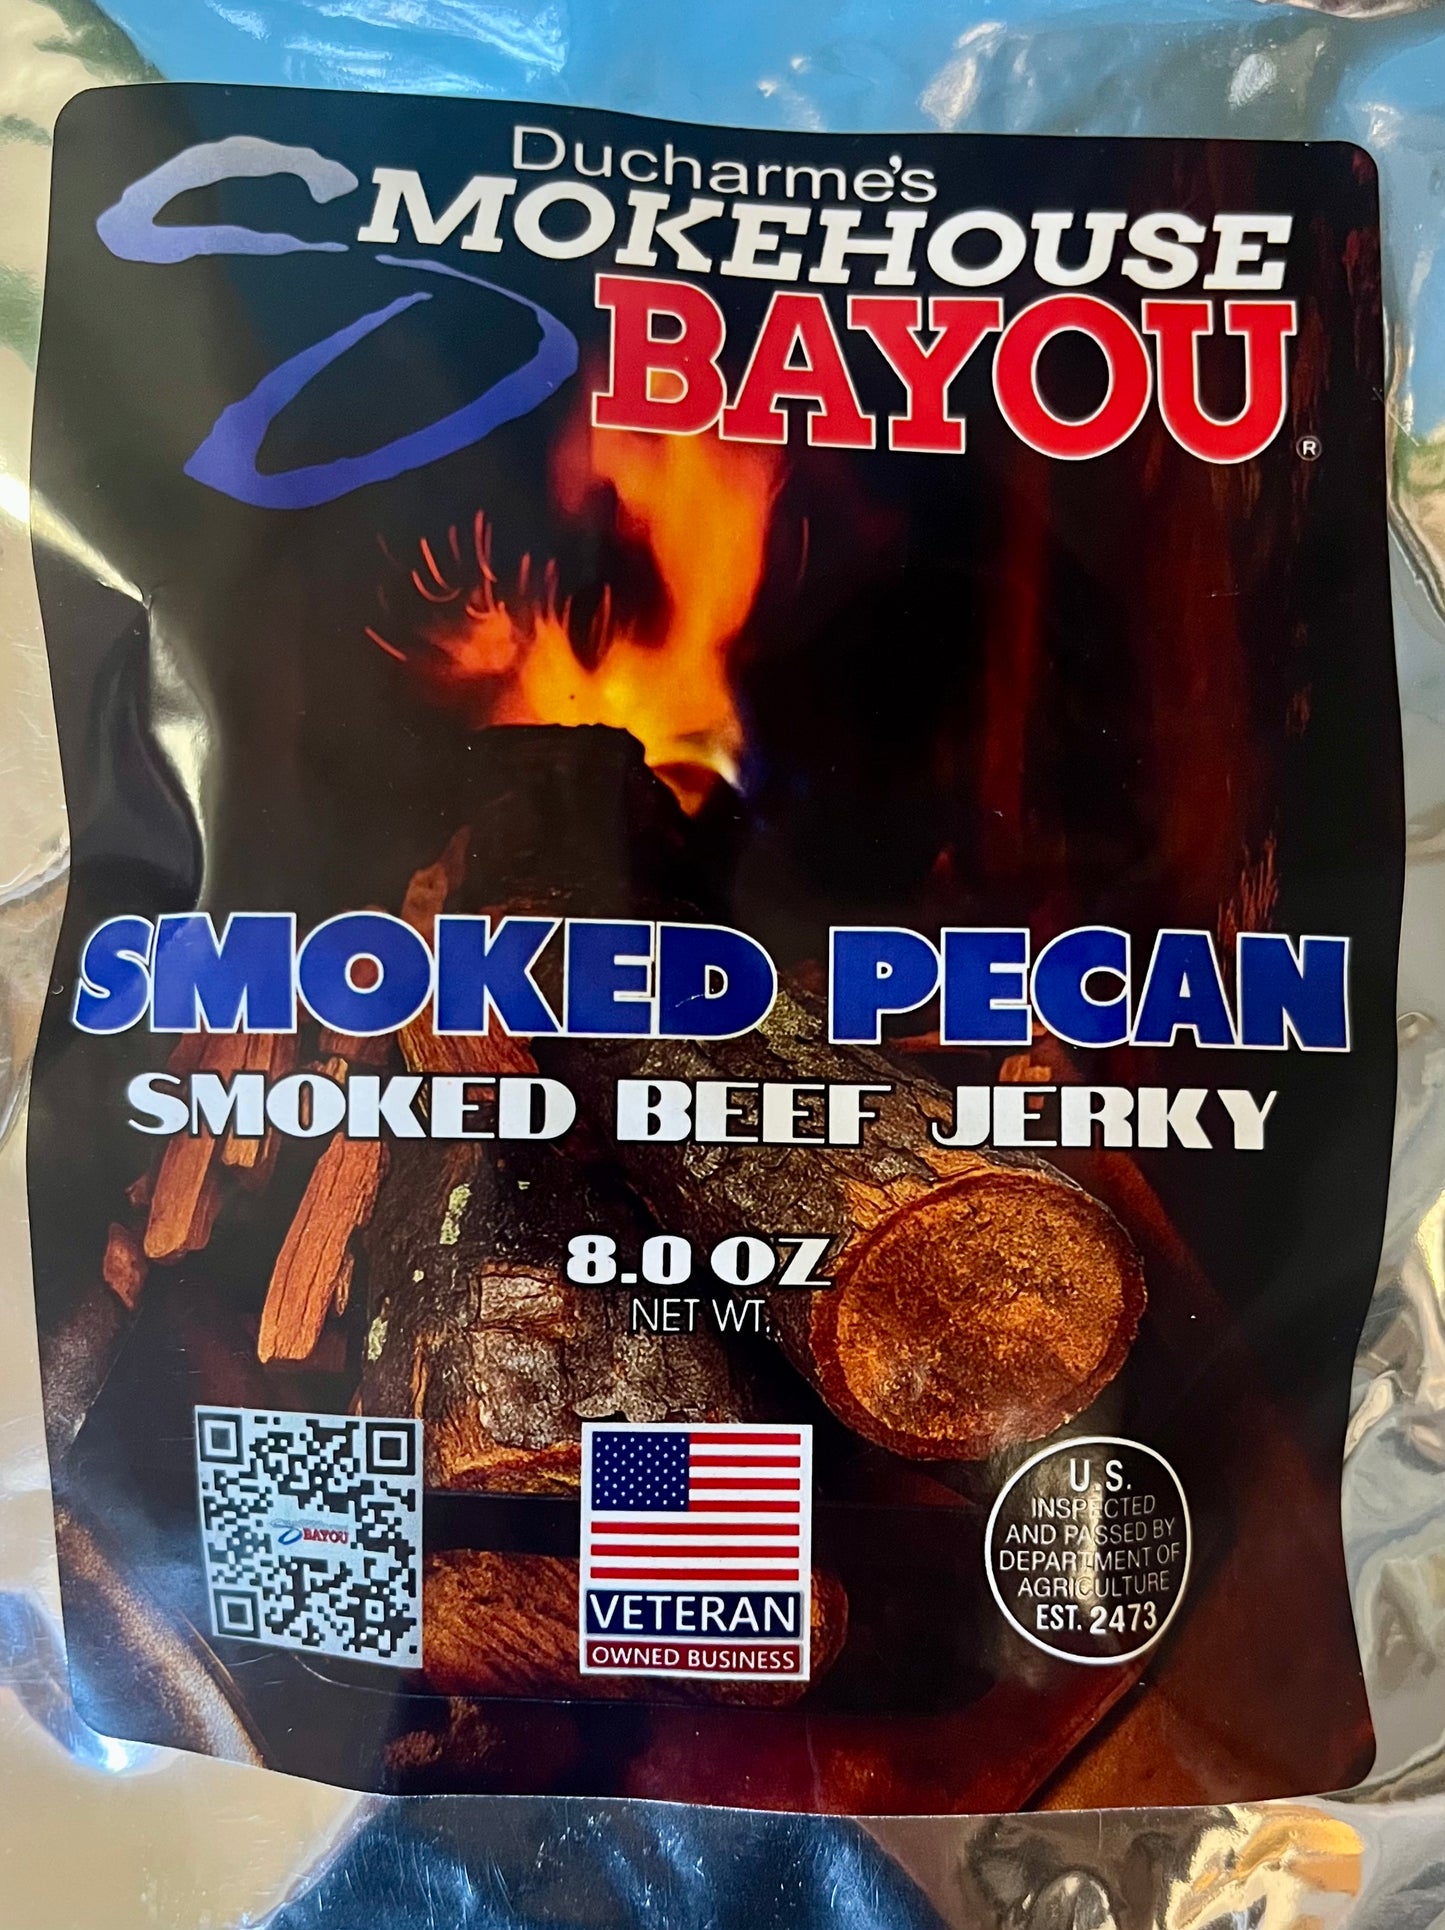 Ducharme's
SMOKEHOUSE
BAYOU
®
SMOKED PECAN
SMOKED BEEF JERKY
8.0 OZ
NET WT.
BAYOU
VETERAN
OWNED BUSINESS
U.S.
INSPECTED
AND PASSED BY
DEPARTMENT OF
AGRICULTURE
EST. 2473